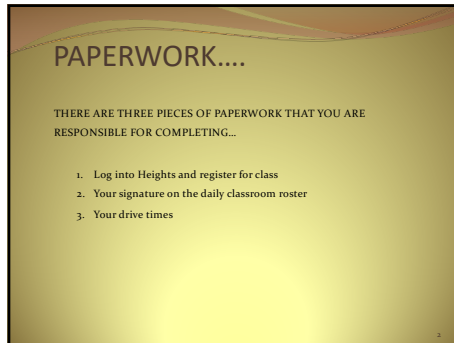 PAPERWORK....
THERE ARE THREE PIECES OF PAPERWORK THAT YOU ARE
RESPONSIBLE FOR COMPLETING...
1. Log into Heights and register for class
2. Your signature on the daily classroom roster
3. Your drive times
2